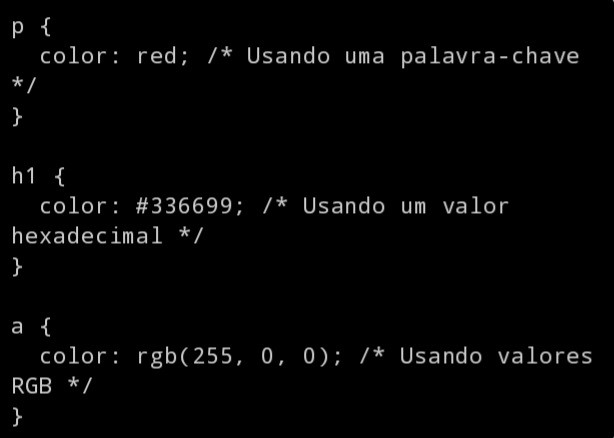 p {
  color: red; /* Usando uma palavra-chave
*/
}

h1 {
  color: #336699; /* Usando um valor
hexadecimal */
}

a {
  color: rgb(255, 0, 0); /* Usando valores
RGB */
}